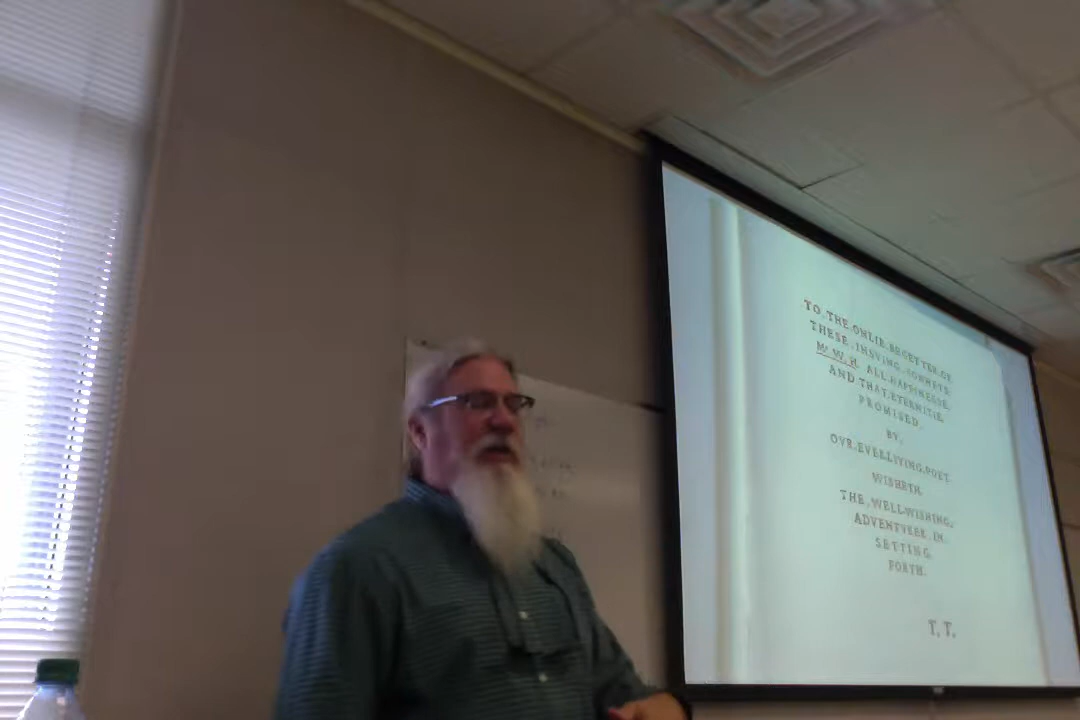 TO.THE.ONLIE.BEGETTER.OF.
THESE.INSVING.SONNETS.
Mr.W.H. ALL.HAPPINESSE.
AND.THAT.ETERNITIE.
PROMISED.
BY.
OVR.EVER-LIVING.POET.
WISHETH.
THE.WELL-WISHING.
ADVENTVRER.IN.
SETTING.
FORTH.
T. T.